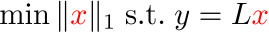 min ‖x‖₁ s.t. y = Lx